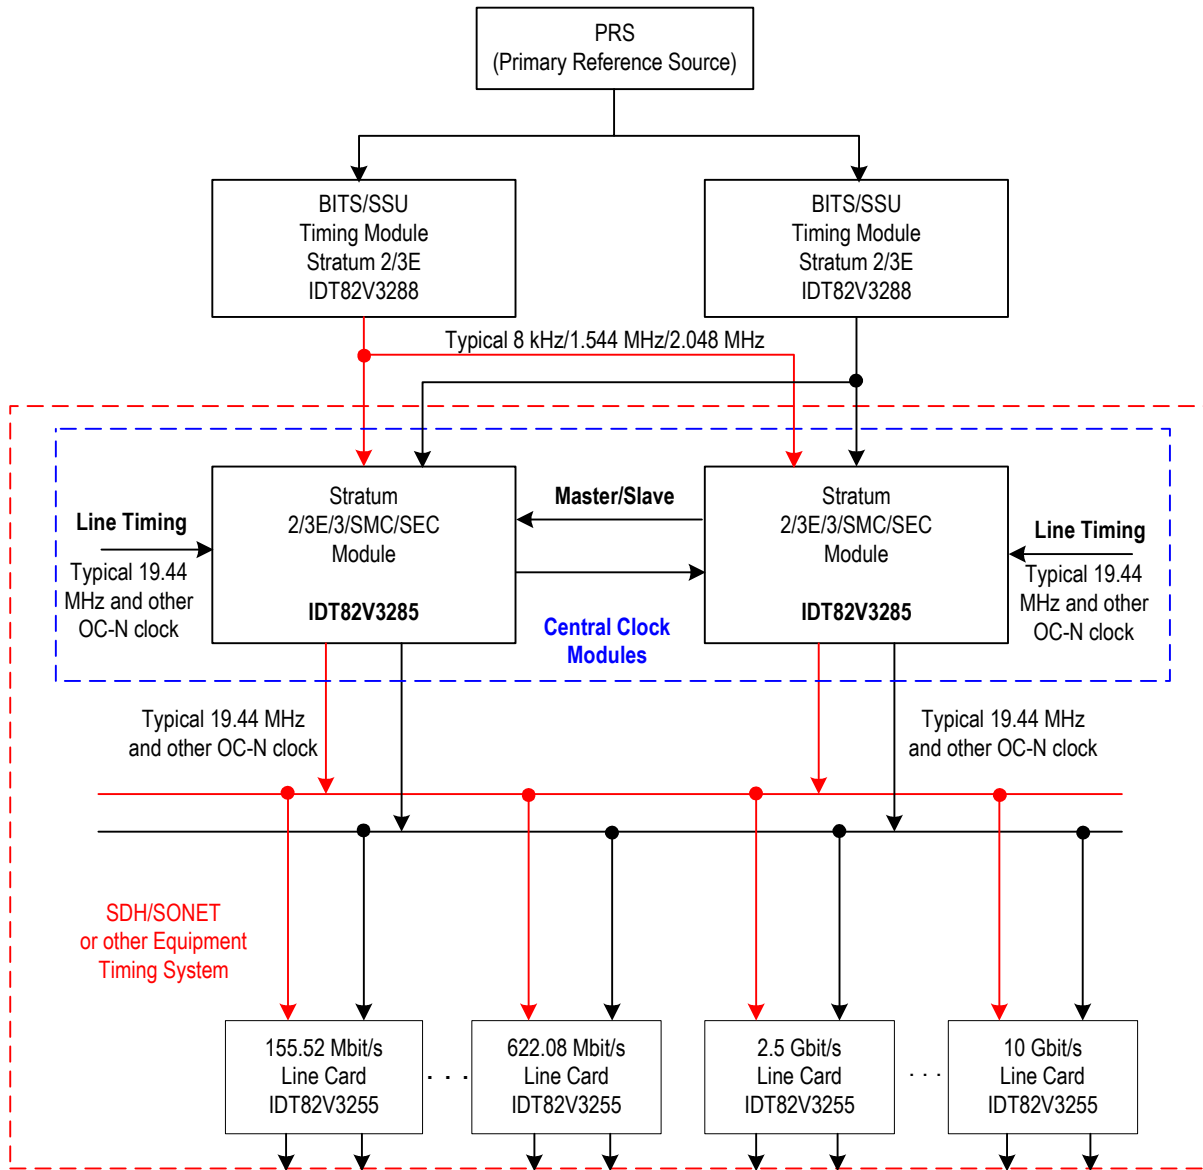 PRS
(Primary Reference Source)
BITS/SSU
Timing Module
Stratum 2/3E
IDT82V3288
BITS/SSU
Timing Module
Stratum 2/3E
IDT82V3288
Typical 8 kHz/1.544 MHz/2.048 MHz
Line Timing
Typical 19.44
MHz and other
OC-N clock
Stratum
2/3E/3/SMC/SEC
Module
IDT82V3285
Master/Slave
Central Clock
Modules
Stratum
2/3E/3/SMC/SEC
Module
IDT82V3285
Line Timing
Typical 19.44
MHz and other
OC-N clock
Typical 19.44 MHz
and other OC-N clock
Typical 19.44 MHz
and other OC-N clock
SDH/SONET
or other Equipment
Timing System
155.52 Mbit/s
Line Card
IDT82V3255
. . .
622.08 Mbit/s
Line Card
IDT82V3255
2.5 Gbit/s
Line Card
IDT82V3255
. . .
10 Gbit/s
Line Card
IDT82V3255